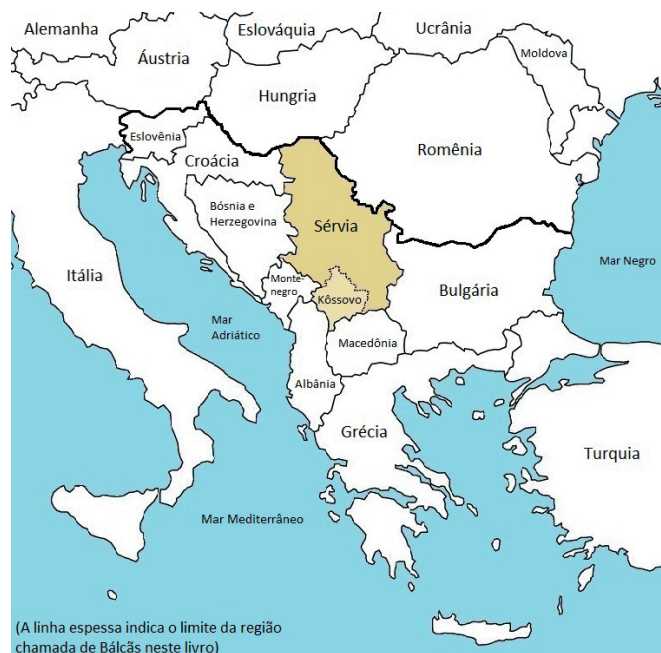 Alemanha
Eslováquia
Ucrânia
Áustria
Moldova
Hungria
Eslovênia
Romênia
Croácia
Bósnia e
Herzegovina
Sérvia
Mar Negro
Itália
Monte-
negro
Kôssovo
Bulgária
Mar
Adriático
Macedônia
Albânia
Grécia
Turquia
Mar Mediterrâneo
(A linha espessa indica o limite da região
chamada de Bálcãs neste livro)